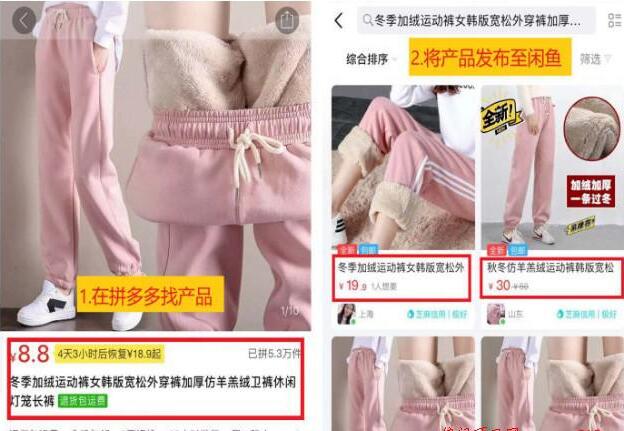 1.在拼多多找产品
1/10
¥8.8
4天3小时后恢复¥18.9起
已拼5.3万件
冬季加绒运动裤女韩版宽松外穿裤加厚仿羊羔绒卫裤休闲
灯笼长裤
退货包运费
冬季加绒运动裤女韩版宽松外穿裤加厚...
综合排序
2.将产品发布至闲鱼
筛选
全新!
加绒加厚
一条过冬
全新
包邮
冬季加绒运动裤女韩版宽松外
¥19.9
1人想要
上海
芝麻信用
极好
全新
包邮
秋冬仿羊羔绒运动裤韩版宽松
¥30
¥60
山东
芝麻信用
极好